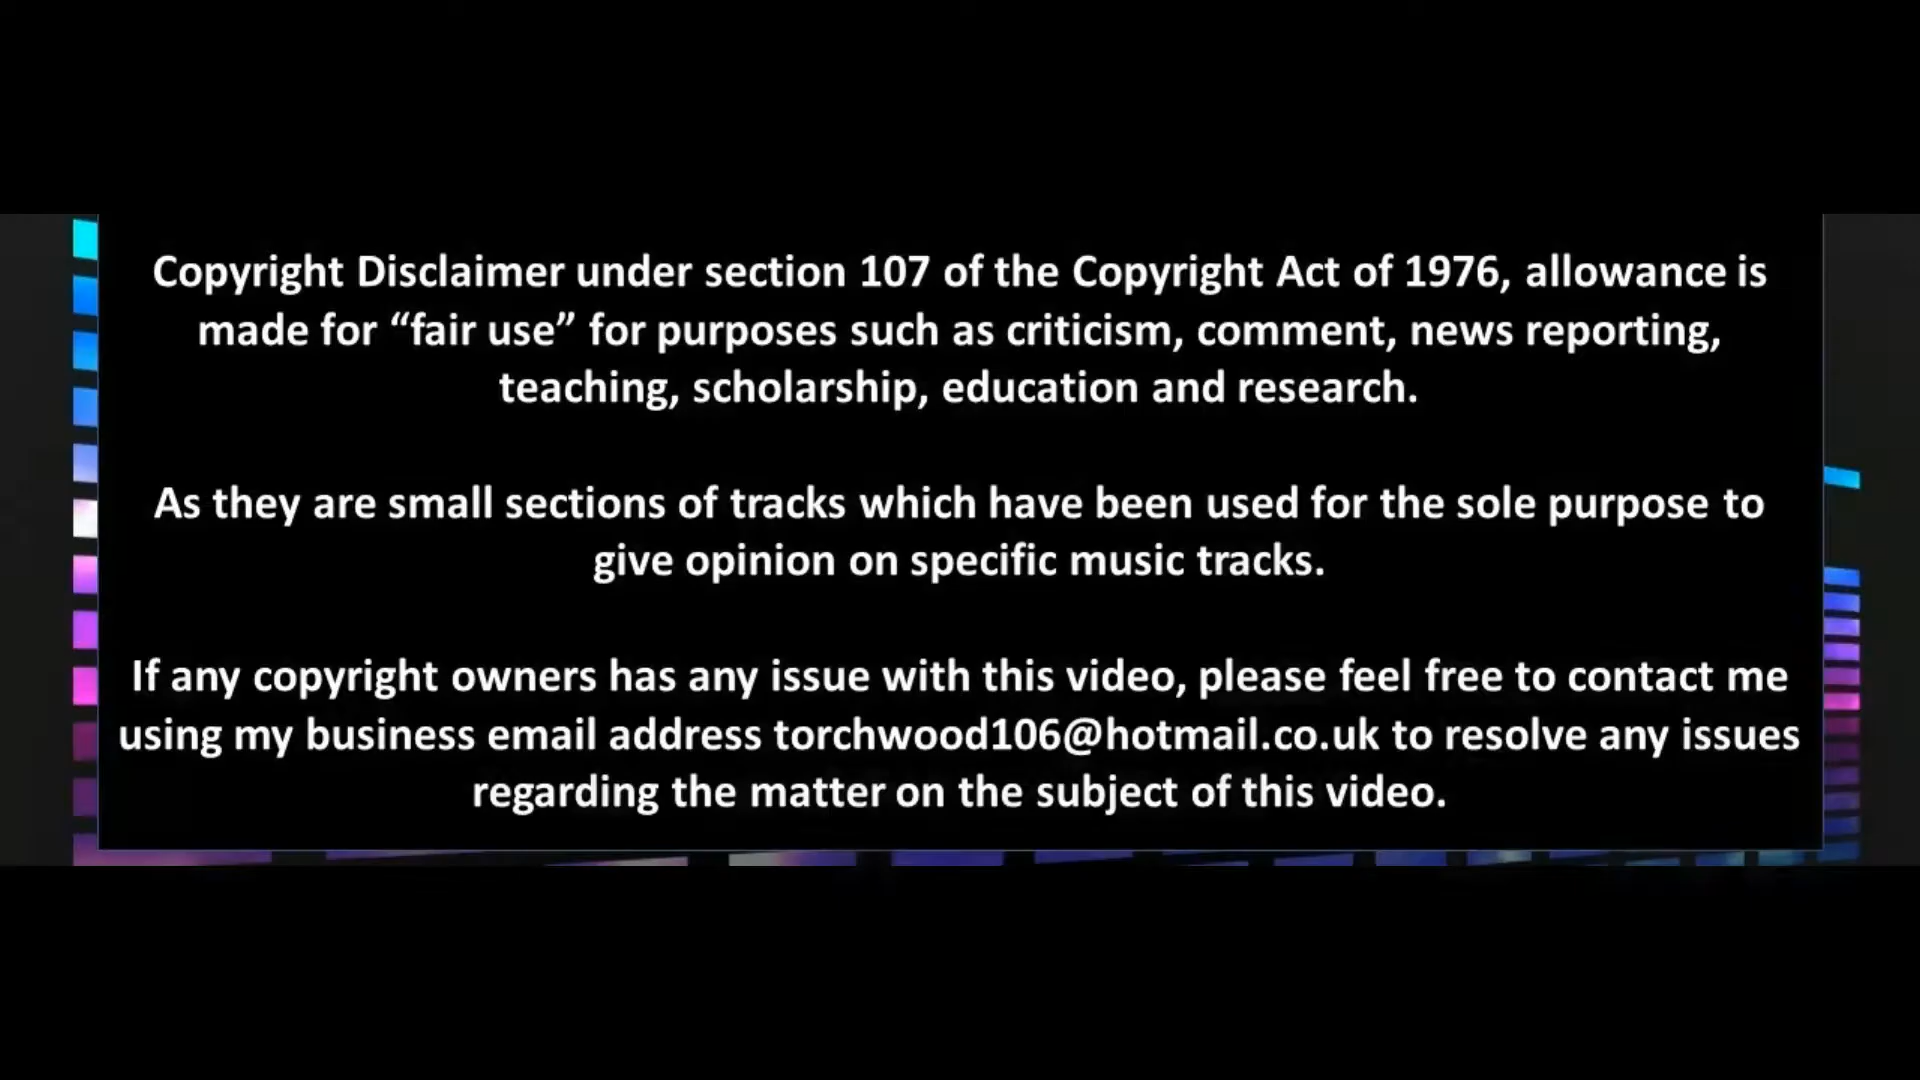 Copyright Disclaimer under section 107 of the Copyright Act of 1976, allowance is
made for “fair use” for purposes such as criticism, comment, news reporting,
teaching, scholarship, education and research.
As they are small sections of tracks which have been used for the sole purpose to
give opinion on specific music tracks.
If any copyright owners has any issue with this video, please feel free to contact me
using my business email address torchwood106@hotmail.co.uk to resolve any issues
regarding the matter on the subject of this video.